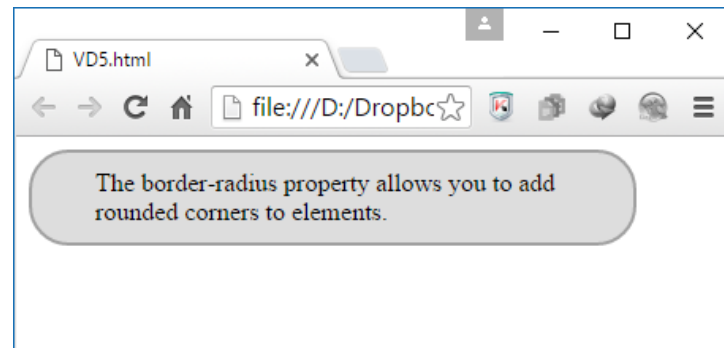 VD5.html
file:///D:/Dropbc
The border-radius property allows you to add
rounded corners to elements.